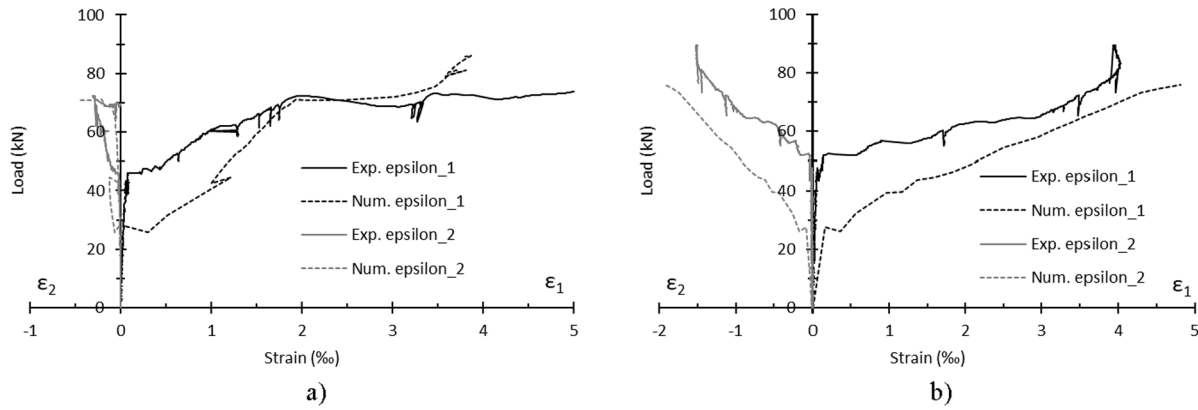 100
80
60
40
20
0
Load (kN)
Exp. epsilon_1
Num. epsilon_1
Exp. epsilon_2
Num. epsilon_2
ε2
ε1
-1 0 1 2 3 4 5
Strain (‰)
a)
100
80
60
40
20
0
Load (kN)
Exp. epsilon_1
Num. epsilon_1
Exp. epsilon_2
Num. epsilon_2
ε2
ε1
-2 -1 0 1 2 3 4 5
Strain (‰)
b)